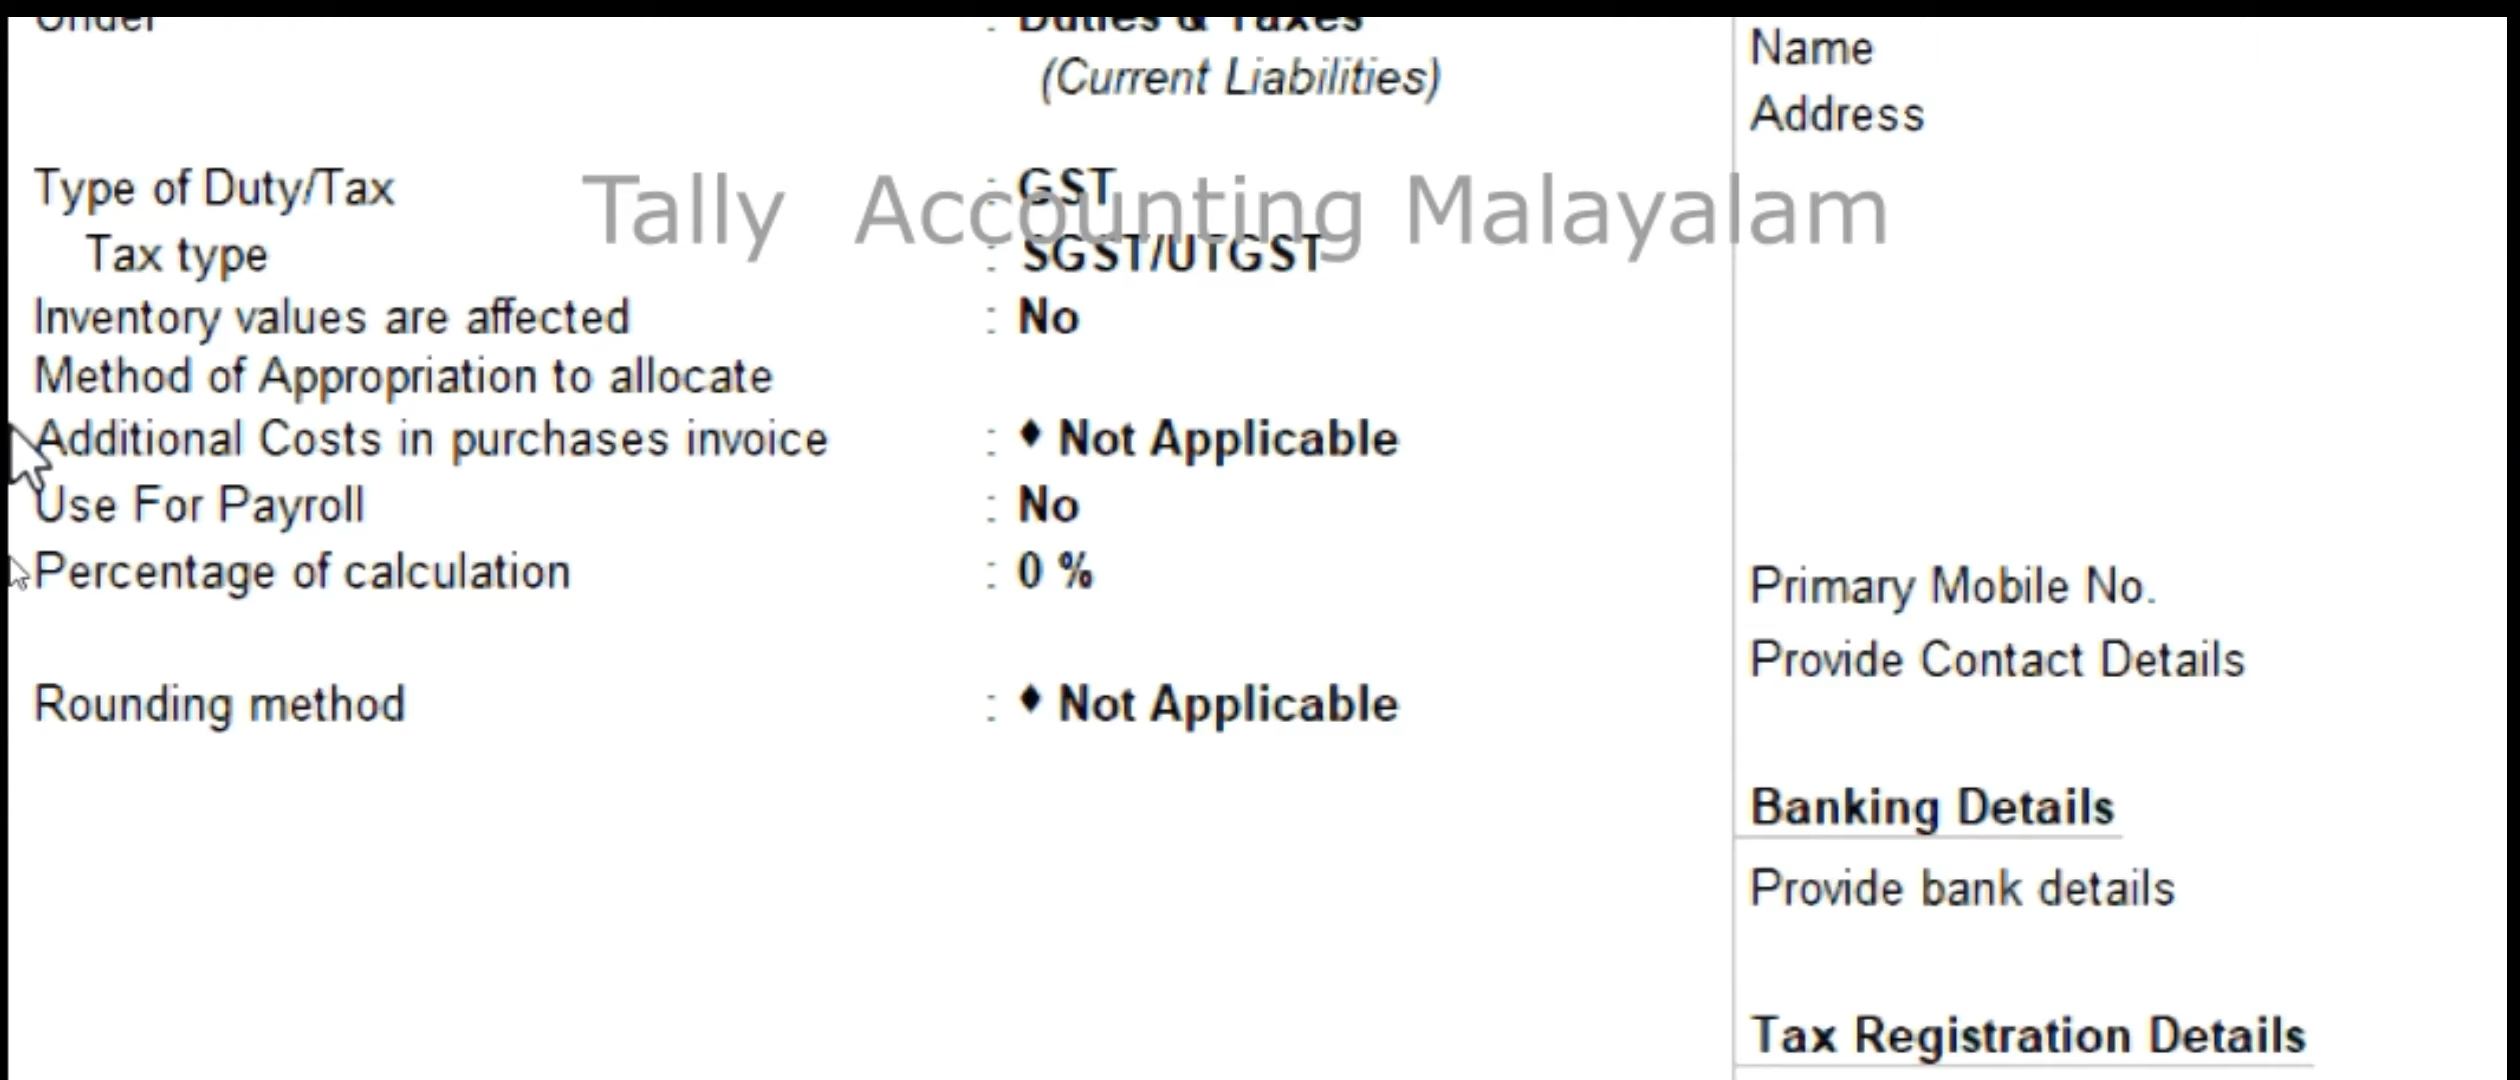 Under : Duties & Taxes
(Current Liabilities)
Type of Duty/Tax : GST
Tax type : SGST/UTGST
Inventory values are affected : No
Method of Appropriation to allocate
Additional Costs in purchases invoice : ♦ Not Applicable
Use For Payroll : No
Percentage of calculation : 0 %
Rounding method : ♦ Not Applicable
Tally Accounting Malayalam
Name
Address
Primary Mobile No.
Provide Contact Details
Banking Details
Provide bank details
Tax Registration Details